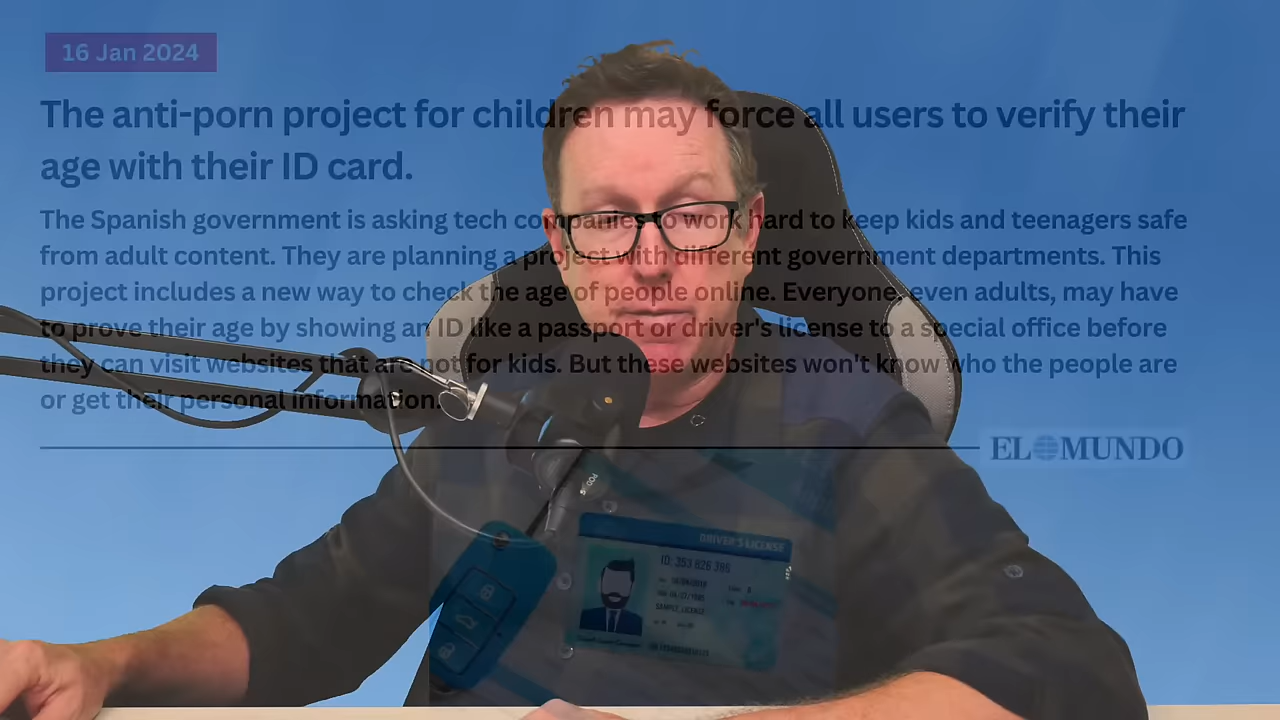 16 Jan 2024
The anti-porn project for children may force all users to verify their
age with their ID card.
The Spanish government is asking tech companies to work hard to keep kids and teenagers safe
from adult content. They are planning a project with different government departments. This
project includes a new way to check the age of people online. Everyone, even adults, may have
to prove their age by showing an ID like a passport or driver's license to a special office before
they can visit websites that are not for kids. But these websites won't know who the people are
or get their personal information.
EL MUNDO
DRIVER'S LICENSE
ID: 353 826 386
SAMPLE_LICENCE